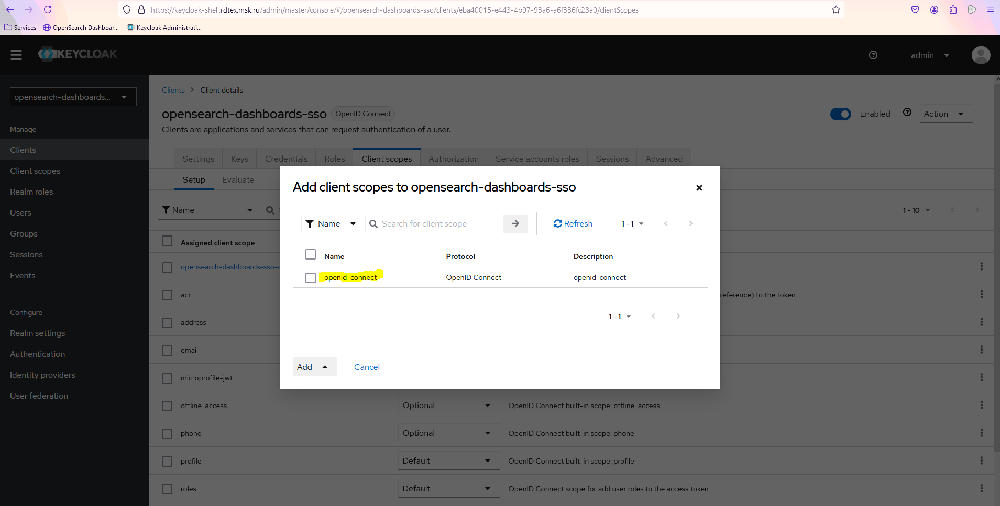 https://keycloak-shell.rdtex.msk.ru/admin/master/console/#/opensearch-dashboards-sso/clients/eba40015-e443-4b97-93a6-a6f336fc28a0/clientScopes
Services OpenSearch Dashboar... Keycloak Administrati...
KEYCLOAK admin
opensearch-dashboards...
Manage
Clients
Client scopes
Realm roles
Users
Groups
Sessions
Events
Configure
Realm settings
Authentication
Identity providers
User federation
Clients Client details
opensearch-dashboards-sso OpenID Connect Enabled Action
Clients are applications and services that can request authentication of a user.
Settings Keys Credentials Roles Client scopes Authorization Service accounts roles Sessions Advanced
Setup Evaluate
Name 1 - 10
Assigned client scope
opensearch-dashboards-sso-
acr reference) to the token
address
email
microprofile-jwt
offline_access Optional OpenID Connect built-in scope: offline_access
phone Optional OpenID Connect built-in scope: phone
profile Default OpenID Connect built-in scope: profile
roles Default OpenID Connect scope for add user roles to the access token
Add client scopes to opensearch-dashboards-sso
Name Search for client scope Refresh 1 - 1
Name Protocol Description
openid-connect OpenID Connect openid-connect
1 - 1
Add Cancel